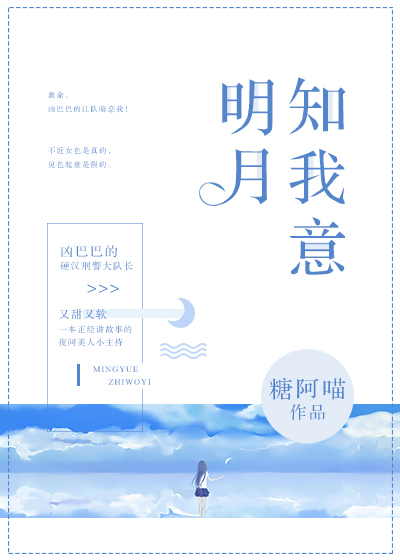 知我意
明月
救命，
凶巴巴的江队暗恋我！
不近女色是真的，
见色起意是假的。
凶巴巴的
硬汉刑警大队长
>>>
又甜又软
一本正经讲故事的
夜间美人小主持
MINGYUE
ZHIWOYI
糖阿喵
作品